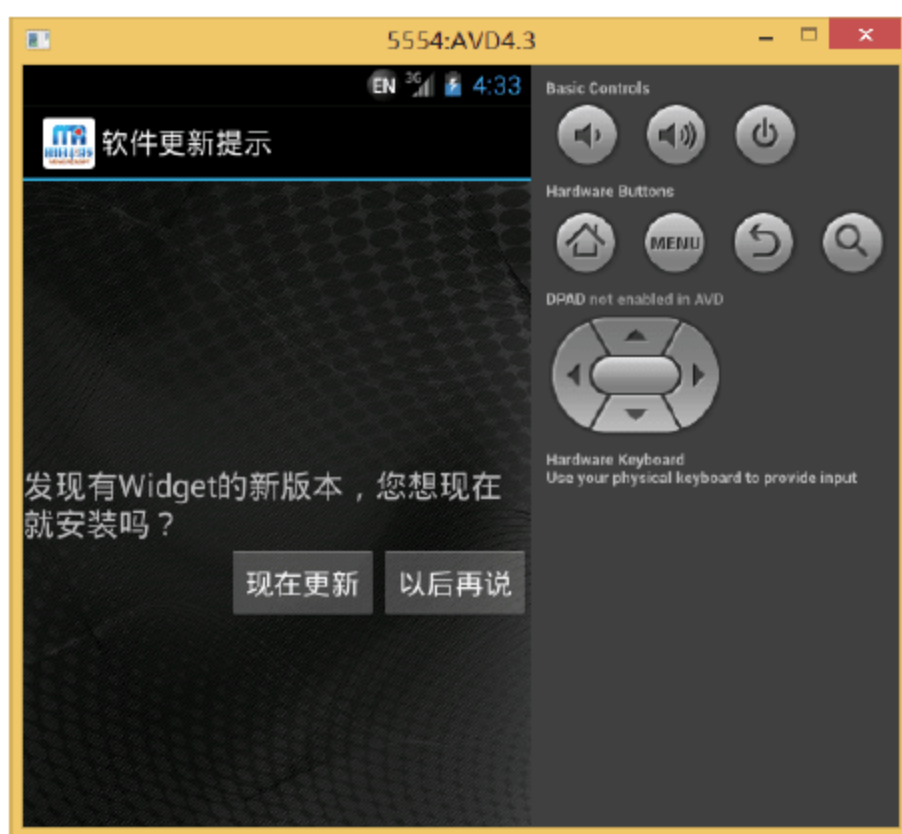 5554:AVD4.3
EN 3G 4:33
软件更新提示
发现有Widget的新版本，您想现在
就安装吗？
现在更新 以后再说
Basic Controls
Hardware Buttons
MENU
DPAD not enabled in AVD
Hardware Keyboard
Use your physical keyboard to provide input